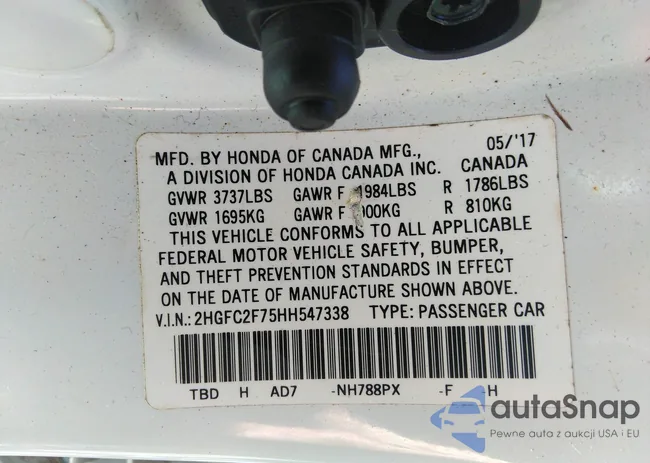 MFD. BY HONDA OF CANADA MFG., 05/'17
A DIVISION OF HONDA CANADA INC. CANADA
GVWR 3737LBS GAWR F 1984LBS R 1786LBS
GVWR 1695KG GAWR F 900KG R 810KG
THIS VEHICLE CONFORMS TO ALL APPLICABLE
FEDERAL MOTOR VEHICLE SAFETY, BUMPER,
AND THEFT PREVENTION STANDARDS IN EFFECT
ON THE DATE OF MANUFACTURE SHOWN ABOVE.
V.I.N.: 2HGFC2F75HH547338 TYPE: PASSENGER CAR
TBD H AD7 -NH788PX -F -H
autaSnap
Pewne auta z aukcji USA i EU